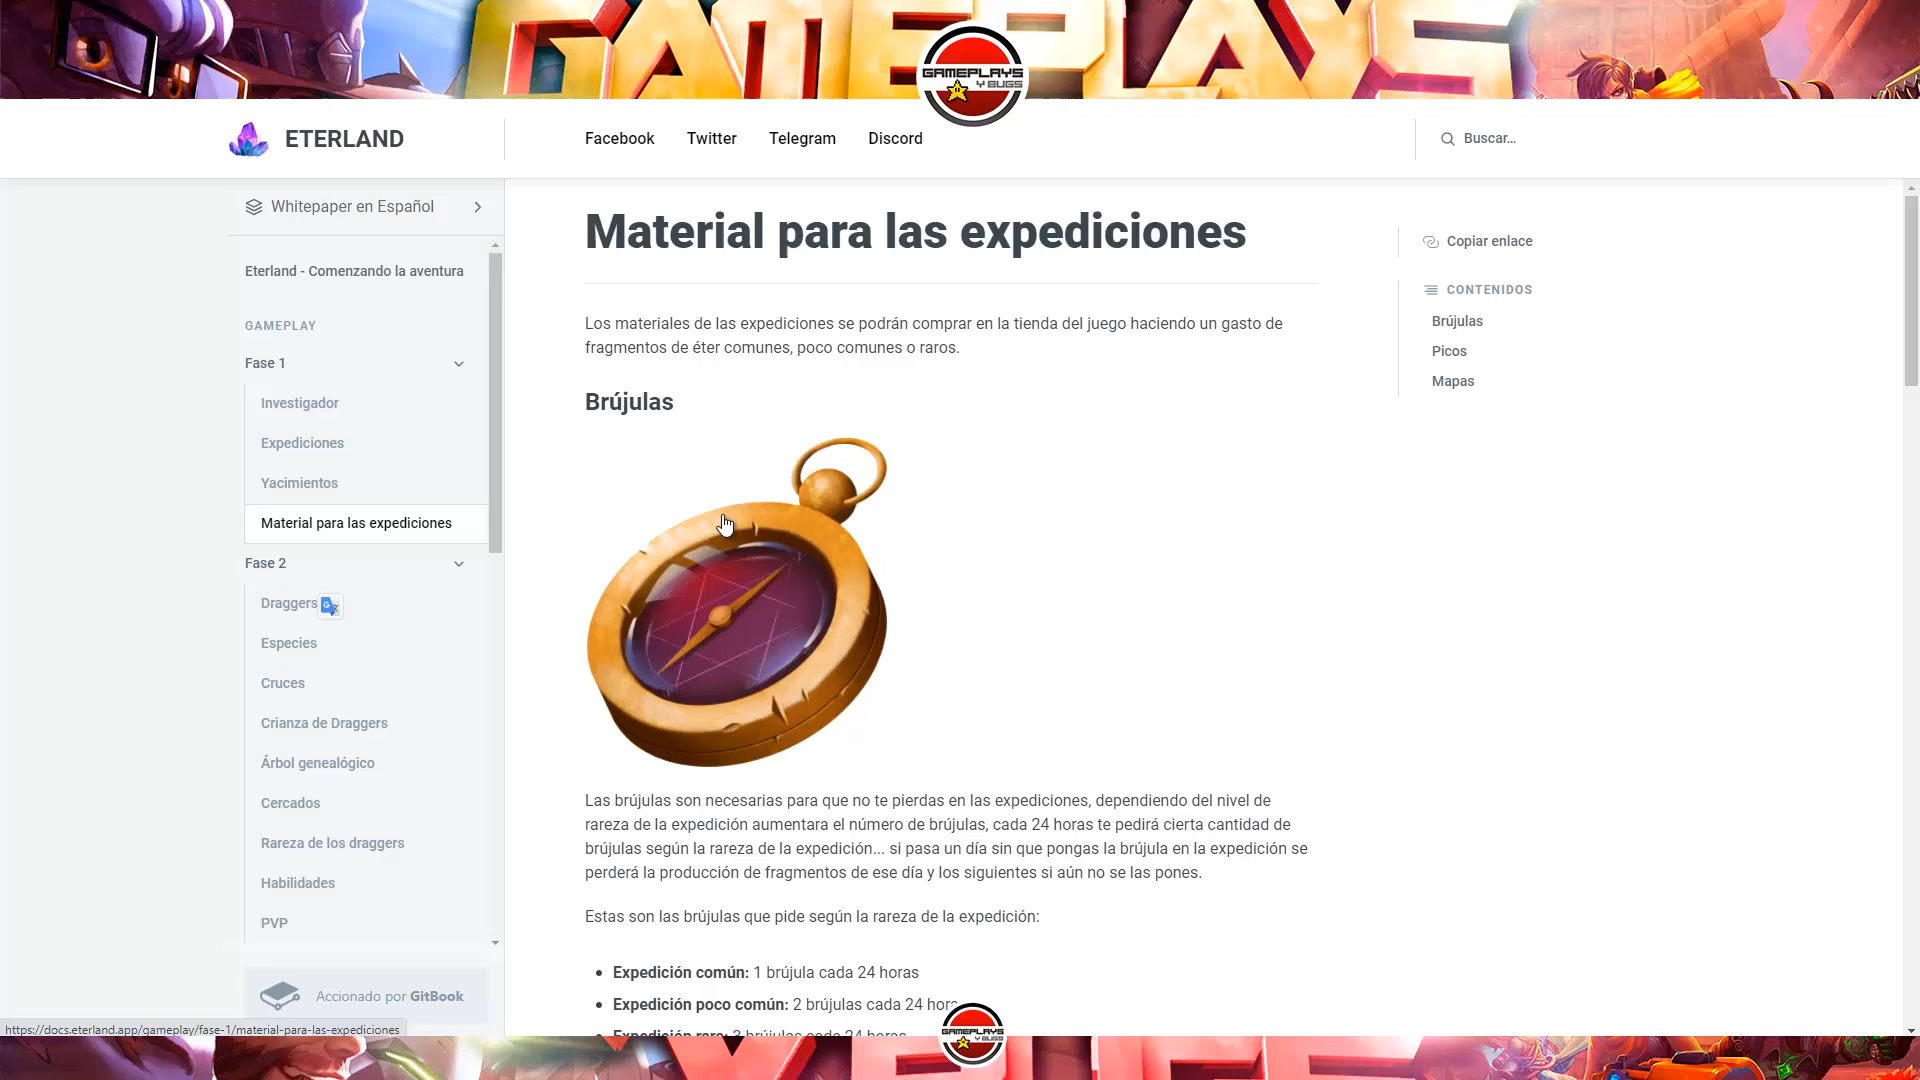 GAMEPLAYS
GAMEPLAYS
Y BUGS
ETERLAND
Facebook Twitter Telegram Discord
Buscar...
Whitepaper en Español
Eterland - Comenzando la aventura
GAMEPLAY
Fase 1
Investigador
Expediciones
Yacimientos
Material para las expediciones
Fase 2
Draggers
Especies
Cruces
Crianza de Draggers
Árbol genealógico
Cercados
Rareza de los draggers
Habilidades
PVP
Accionado por GitBook
https://docs.eterland.app/gameplay/fase-1/material-para-las-expediciones
Material para las expediciones
Los materiales de las expediciones se podrán comprar en la tienda del juego haciendo un gasto de
fragmentos de éter comunes, poco comunes o raros.
Brújulas
Las brújulas son necesarias para que no te pierdas en las expediciones, dependiendo del nivel de
rareza de la expedición aumentara el número de brújulas, cada 24 horas te pedirá cierta cantidad de
brújulas según la rareza de la expedición... si pasa un día sin que pongas la brújula en la expedición se
perderá la producción de fragmentos de ese día y los siguientes si aún no se las pones.
Estas son las brújulas que pide según la rareza de la expedición:
Expedición común: 1 brújula cada 24 horas
Expedición poco común: 2 brújulas cada 24 horas
Expedición rara: 3 brújulas cada 24 horas
Copiar enlace
CONTENIDOS
Brújulas
Picos
Mapas
GAMEPLAYS
Y BUGS